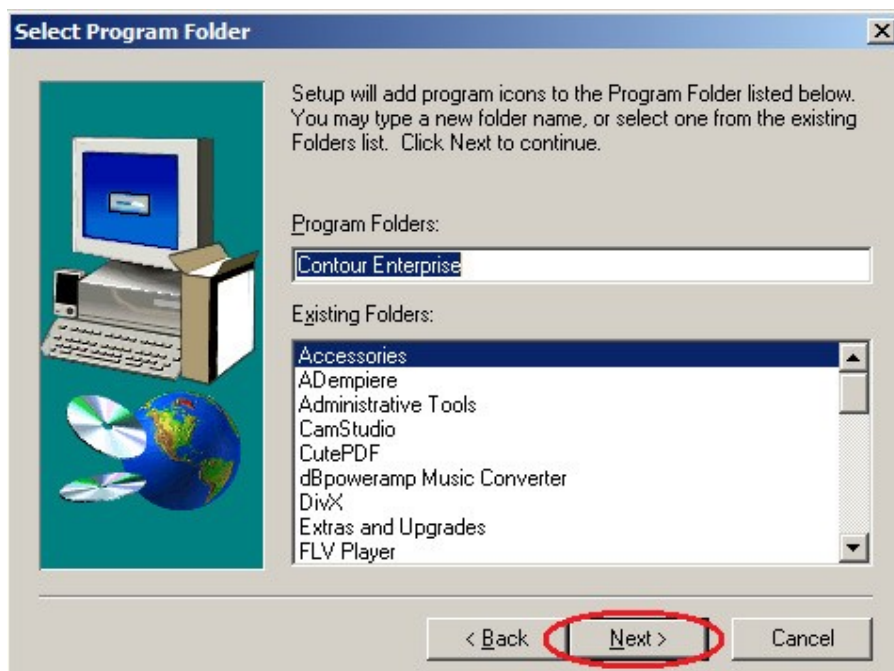 Select Program Folder
Setup will add program icons to the Program Folder listed below.
You may type a new folder name, or select one from the existing
Folders list.  Click Next to continue.
Program Folders:
Contour Enterprise
Existing Folders:
Accessories
ADempiere
Administrative Tools
CamStudio
CutePDF
dBpoweramp Music Converter
DivX
Extras and Upgrades
FLV Player
< Back
Next >
Cancel